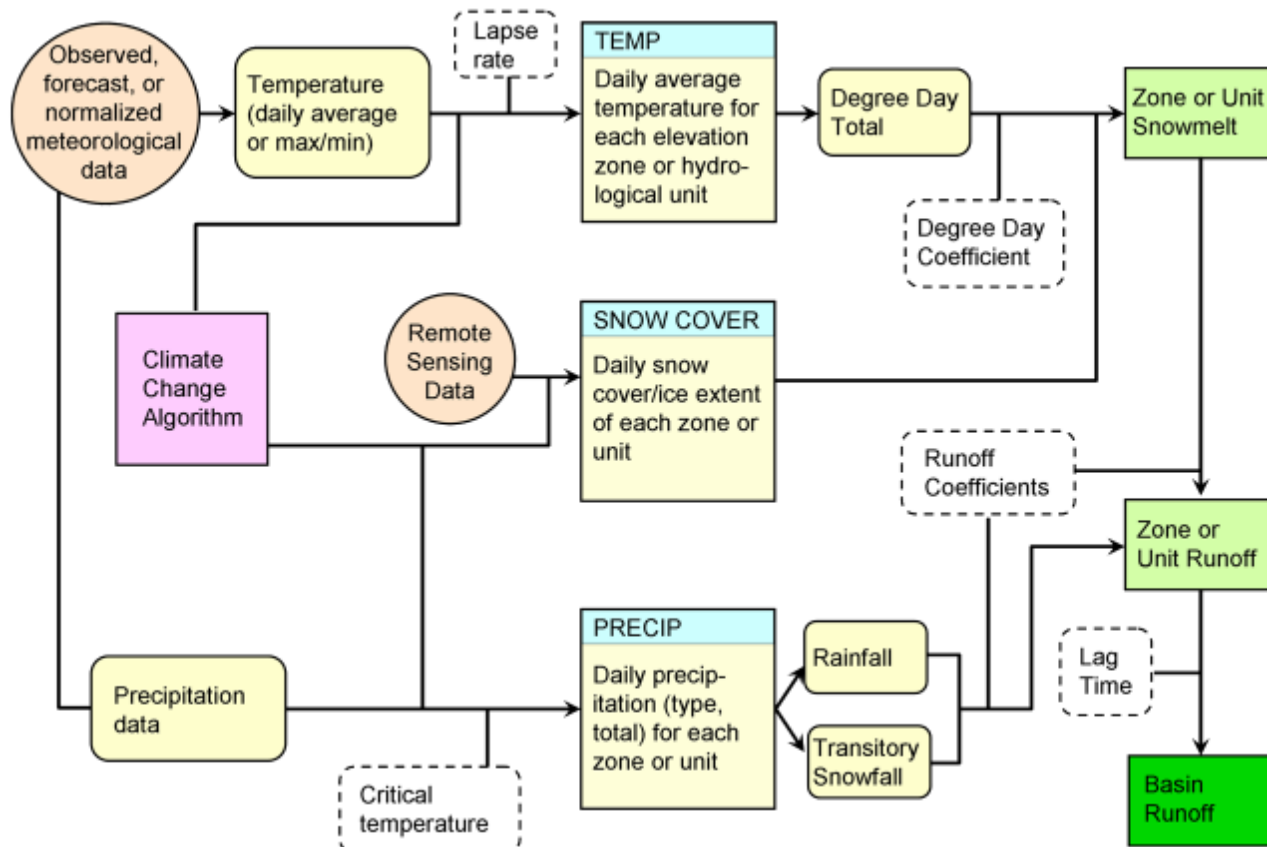 Observed,
forecast, or
normalized
meteorological
data
Temperature
(daily average
or max/min)
Lapse
rate
TEMP
Daily average
temperature for
each elevation
zone or hydro-
logical unit
Degree Day
Total
Zone or Unit
Snowmelt
Degree Day
Coefficient
Climate
Change
Algorithm
Remote
Sensing
Data
SNOW COVER
Daily snow
cover/ice extent
of each zone or
unit
Runoff
Coefficients
Zone or
Unit Runoff
Precipitation
data
Critical
temperature
PRECIP
Daily precip-
itation (type,
total) for each
zone or unit
Rainfall
Transitory
Snowfall
Lag
Time
Basin
Runoff